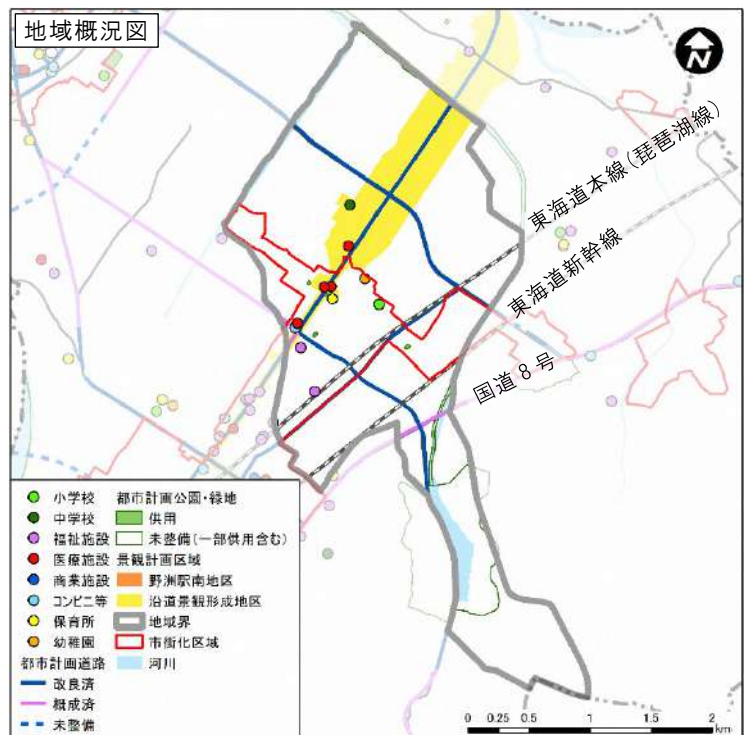 地域概況図
N
東海道本線(琵琶湖線)
東海道新幹線
国道8号
小学校
中学校
福祉施設
医療施設
商業施設
コンビニ等
保育所
幼稚園
都市計画道路
改良済
概成済
未整備
都市計画公園・緑地
供用
未整備(一部供用含む)
景観計画区域
野洲駅南地区
沿道景観形成地区
地域界
市街化区域
河川
0 0.25 0.5 1 1.5 2
km